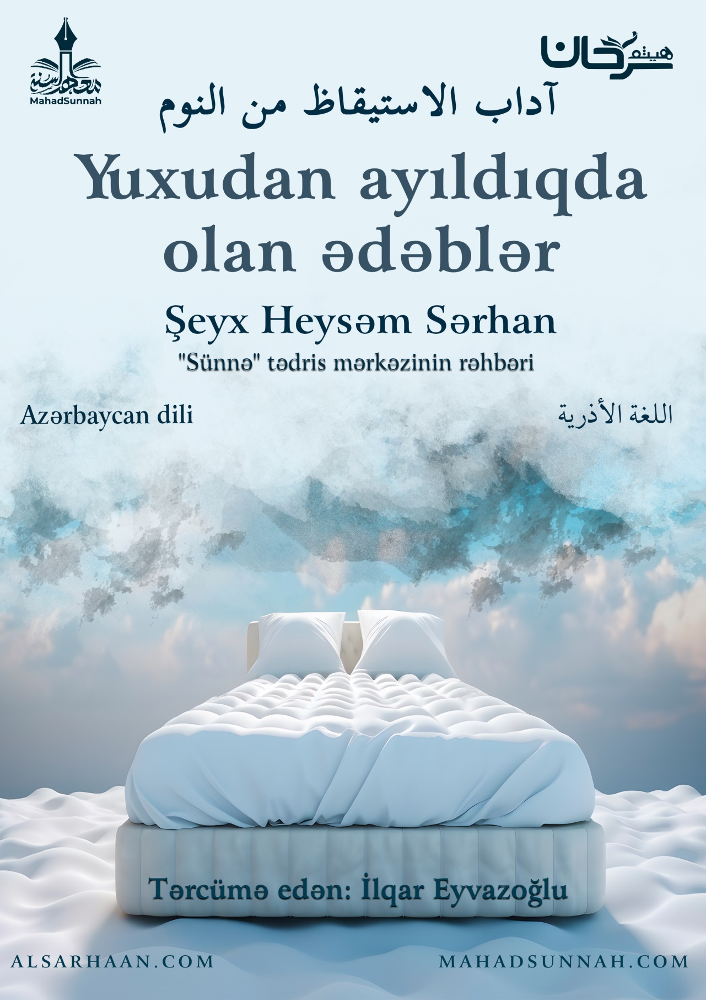 معهد السنة
MahadSunnah
هيثم سرحان
آداب الاستيقاظ من النوم
Yuxudan ayıldıqda
olan ədəblər
Şeyx Heysəm Sərhan
"Sünnə" tədris mərkəzinin rəhbəri
Azərbaycan dili
اللغة الأذرية
Tərcümə edən: İlqar Eyvazoğlu
ALSARHAAN.COM
MAHADSUNNAH.COM